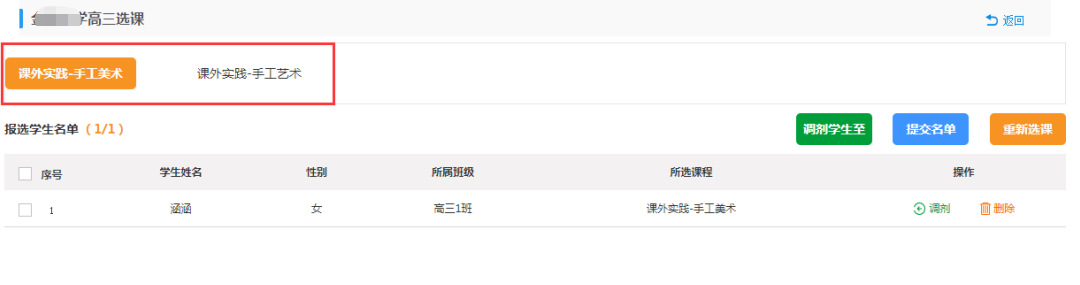 学高三选课
返回
课外实践-手工美术 课外实践-手工艺术
报选学生名单（1/1） 调剂学生至 提交名单 重新选课
序号 学生姓名 性别 所属班级 所选课程 操作
1 涵涵 女 高三1班 课外实践-手工美术 调剂 删除